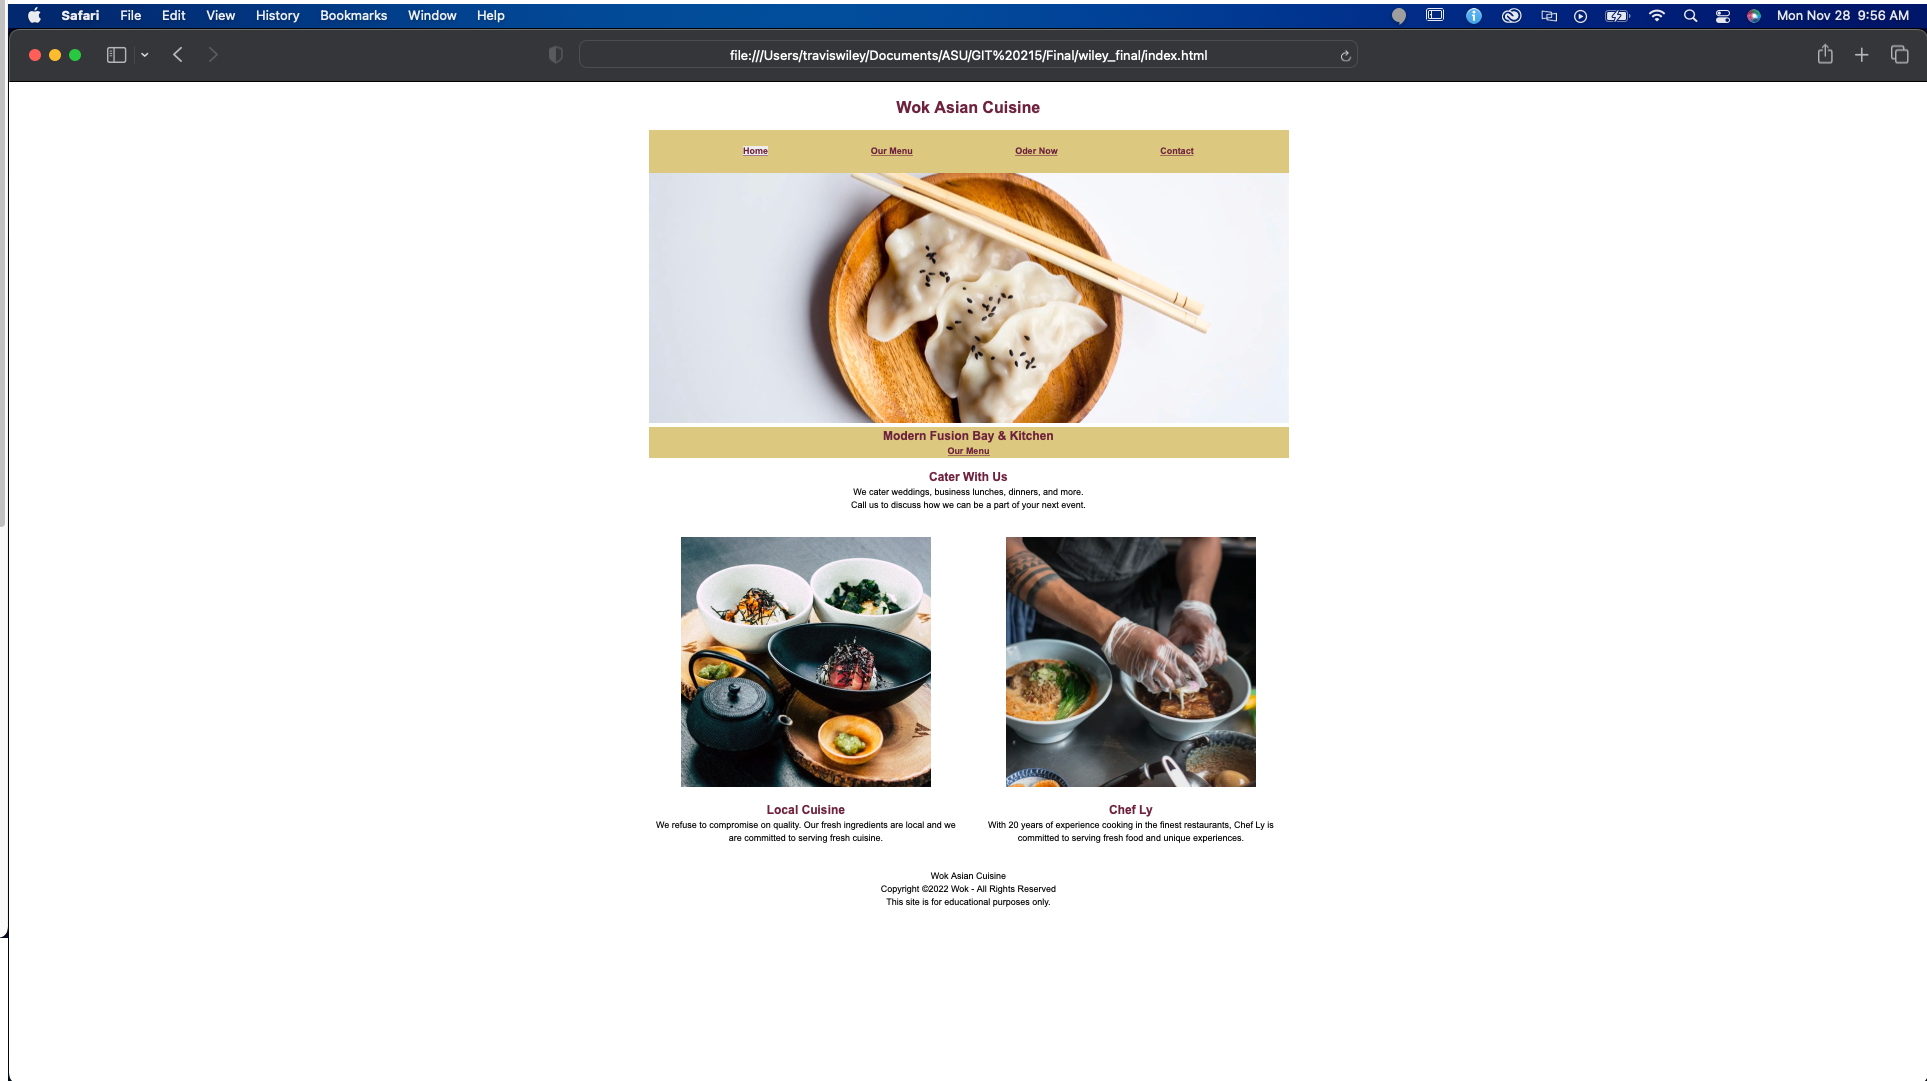 Safari File Edit View History Bookmarks Window Help Mon Nov 28 9:56 AM
file:///Users/traviswiley/Documents/ASU/GIT%20215/Final/wiley_final/index.html
Wok Asian Cuisine
Home Our Menu Oder Now Contact
Modern Fusion Bay & Kitchen
Our Menu
Cater With Us
We cater weddings, business lunches, dinners, and more.
Call us to discuss how we can be a part of your next event.
Local Cuisine
We refuse to compromise on quality. Our fresh ingredients are local and we
are committed to serving fresh cuisine.
Chef Ly
With 20 years of experience cooking in the finest restaurants, Chef Ly is
committed to serving fresh food and unique experiences.
Wok Asian Cuisine
Copyright ©2022 Wok - All Rights Reserved
This site is for educational purposes only.